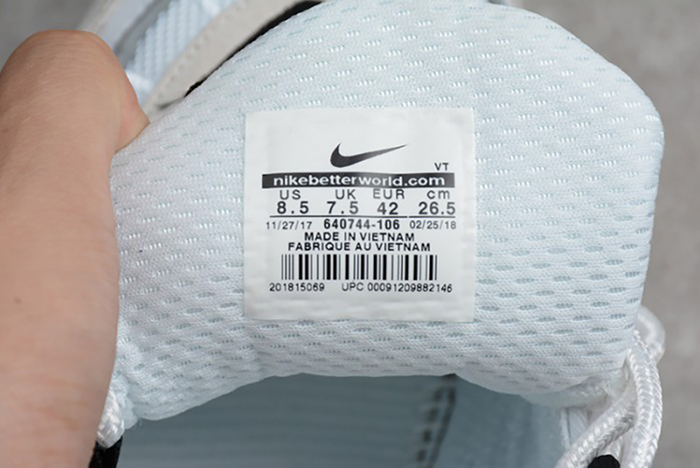 VT
nikebetterworld.com
US UK EUR cm
8.5 7.5 42 26.5
11/27/17 640744-106 02/25/18
MADE IN VIETNAM
FABRIQUE AU VIETNAM
201815069 UPC 00091209882146